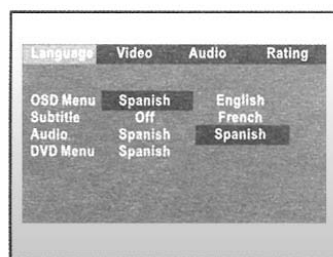 Language Video Audio Rating
OSD Menu Spanish English
Subtitle Off French
Audio Spanish Spanish
DVD Menu Spanish